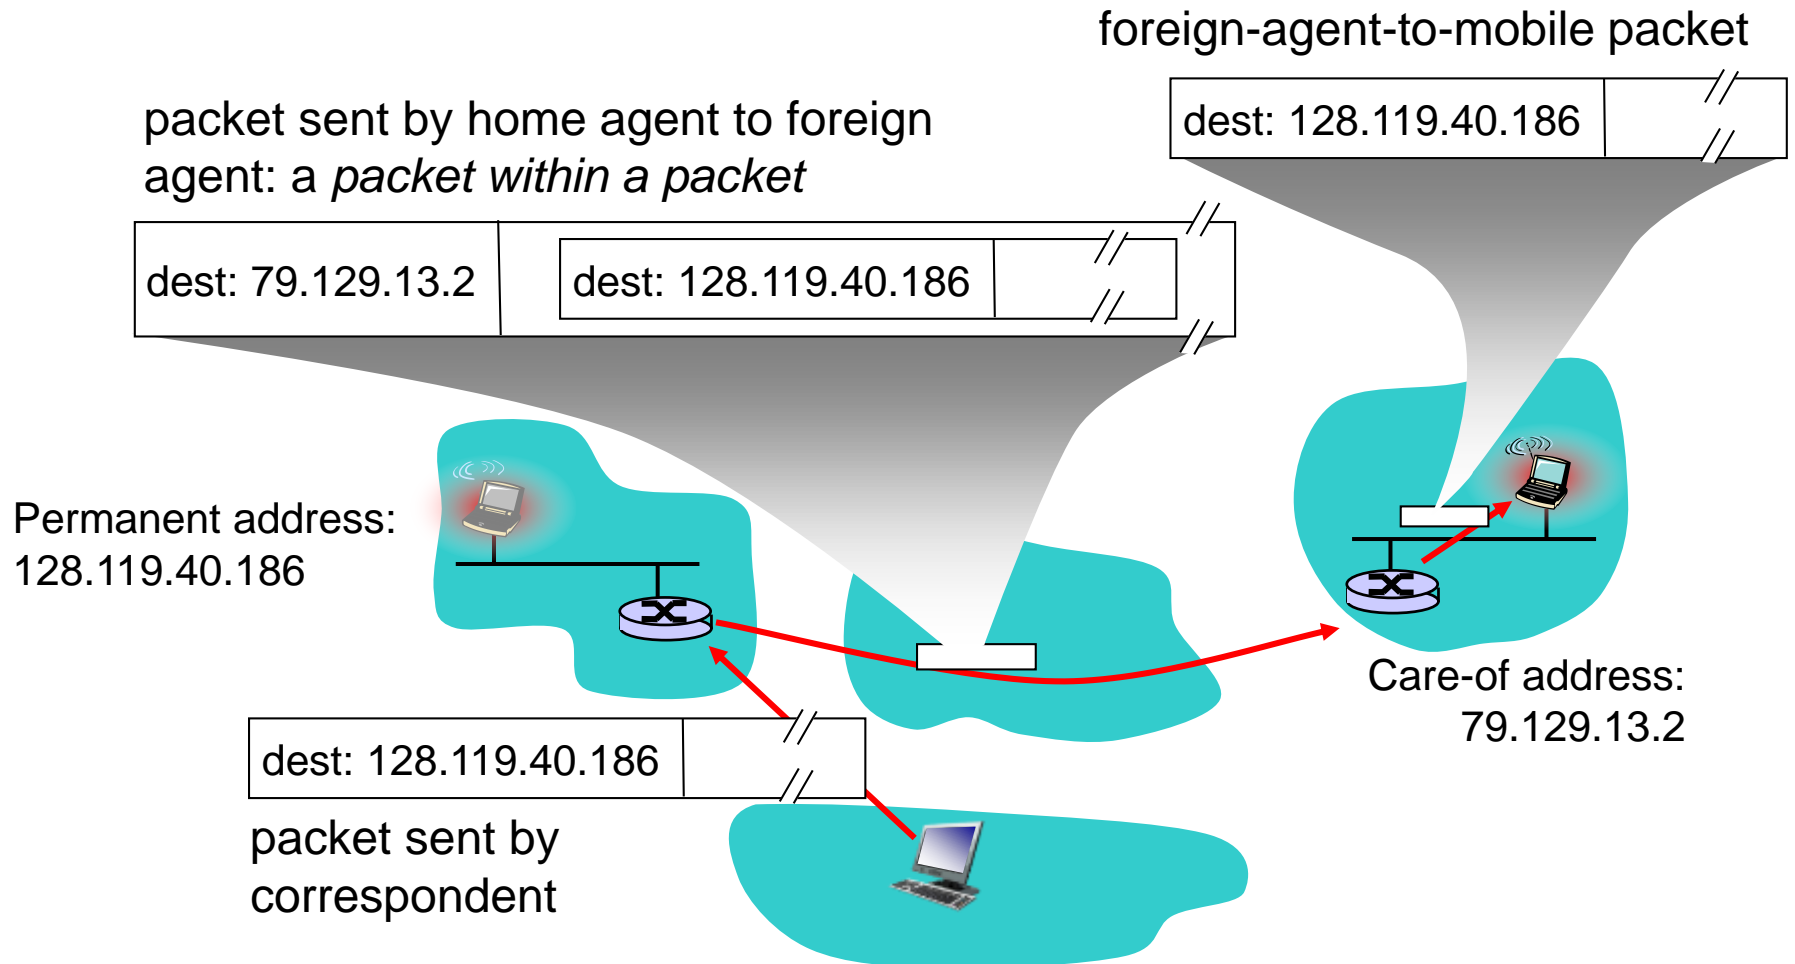 foreign-agent-to-mobile packet
dest: 128.119.40.186
packet sent by home agent to foreign
agent: a packet within a packet
dest: 79.129.13.2
dest: 128.119.40.186
Permanent address:
128.119.40.186
Care-of address:
79.129.13.2
dest: 128.119.40.186
packet sent by
correspondent